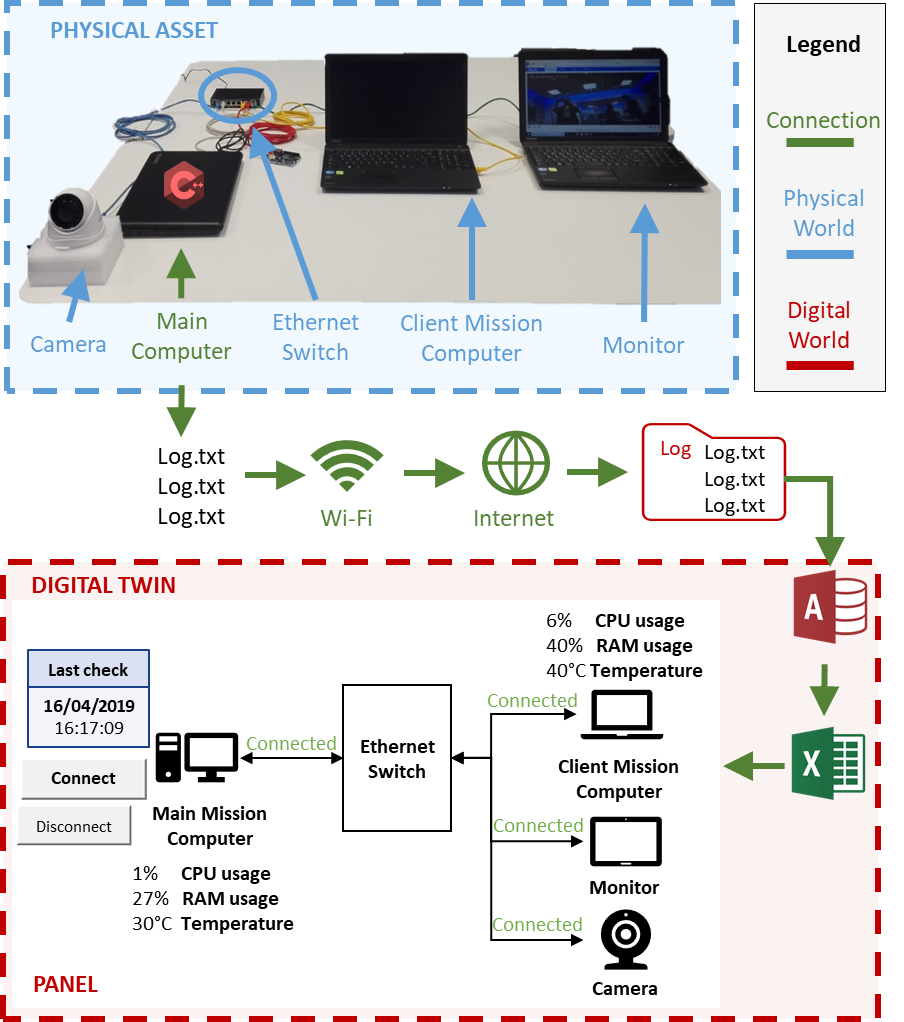 PHYSICAL ASSET
C++
Camera
Main
Computer
Ethernet
Switch
Client Mission
Computer
Monitor
Legend
Connection
Physical
World
Digital
World
Log.txt
Log.txt
Log.txt
Wi-Fi
Internet
Log
Log.txt
Log.txt
Log.txt
DIGITAL TWIN
A
X
Last check
16/04/2019
16:17:09
Connect
Disconnect
Main Mission
Computer
1% CPU usage
27% RAM usage
30°C Temperature
Connected
Ethernet
Switch
6% CPU usage
40% RAM usage
40°C Temperature
Connected
Client Mission
Computer
Connected
Monitor
Connected
Camera
PANEL